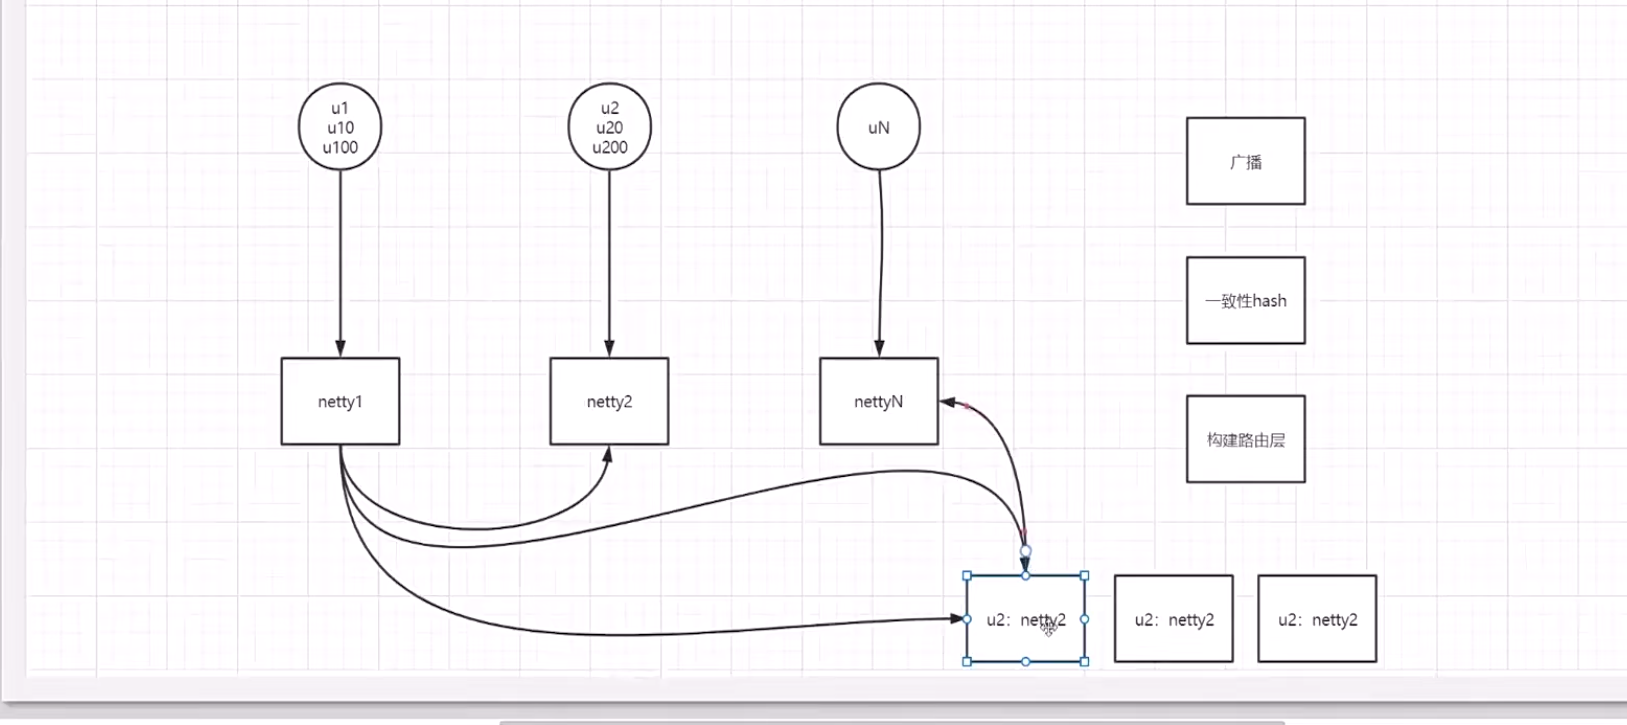 u1
u10
u100
u2
u20
u200
uN
广播
一致性hash
netty1
netty2
nettyN
构建路由层
u2：netty2
u2：netty2
u2：netty2